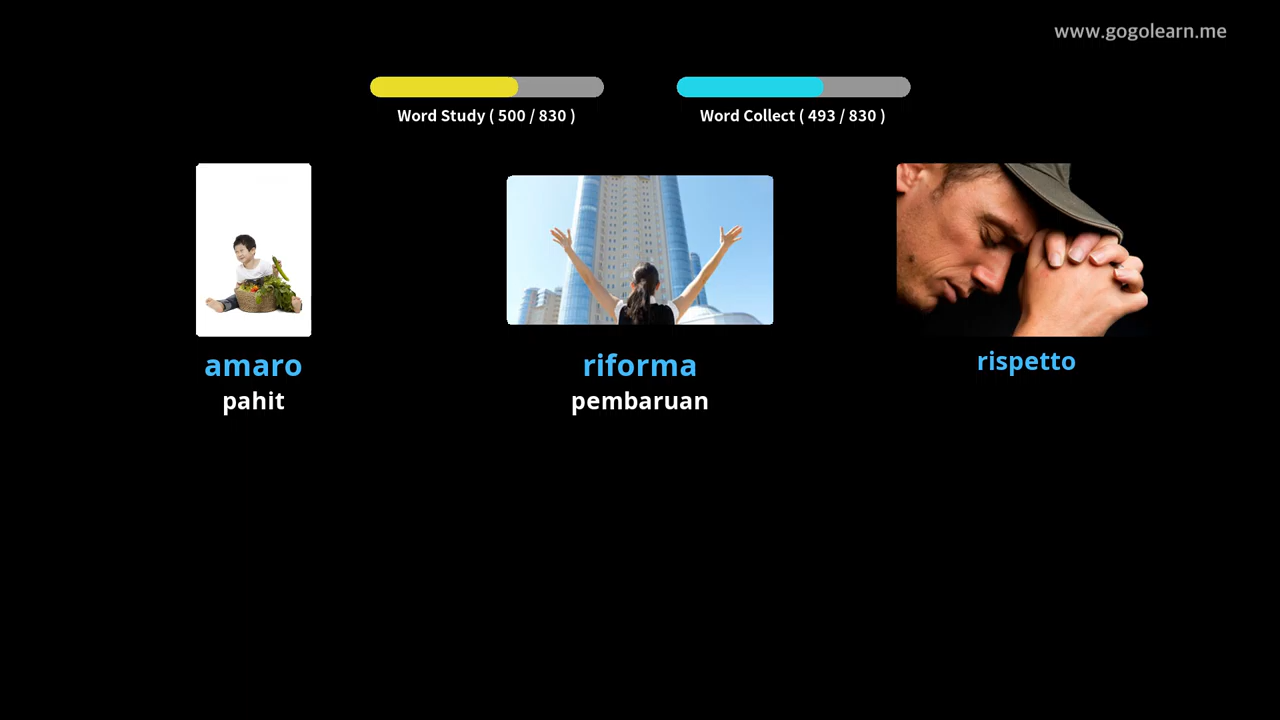 www.gogolearn.me
Word Study ( 500 / 830 )
Word Collect ( 493 / 830 )
amaro
pahit
riforma
pembaruan
rispetto